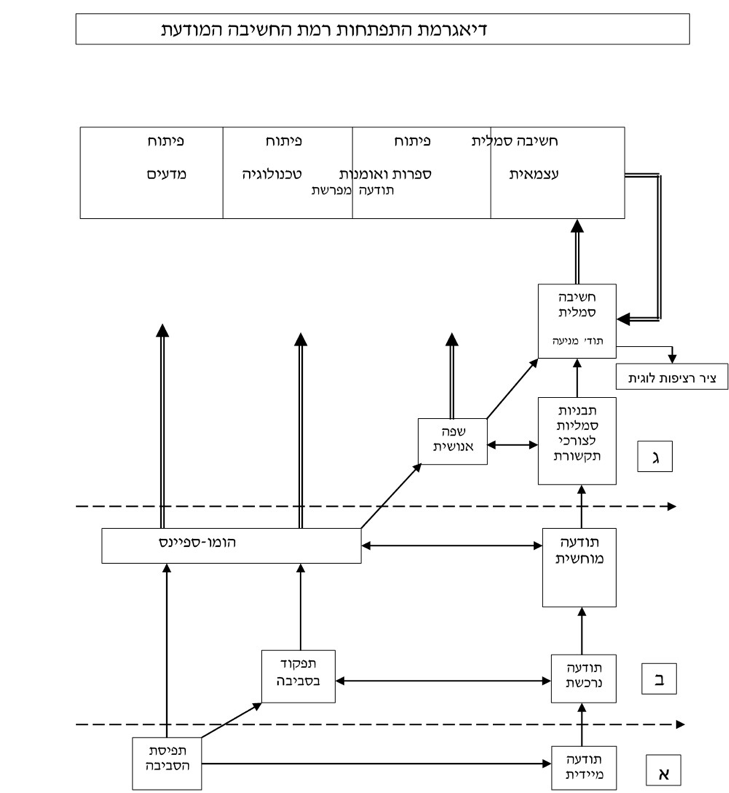 דיאגרמת התפתחות רמת החשיבה המודעת
חשיבה סמלית
עצמאית
פיתוח
ספרות ואומנות
פיתוח
טכנולוגיה
פיתוח
מדעים
תודעה מפרשת
חשיבה
סמלית
תוד׳ מניעה
ציר רציפות לוגית
תבניות
סמליות
לצורכי
תקשורת
שפה
אנושית
ג
הומו-ספיינס
תודעה
מוחשית
תפקוד
בסביבה
תודעה
נרכשת
ב
תפיסת
הסביבה
תודעה
מיידית
א